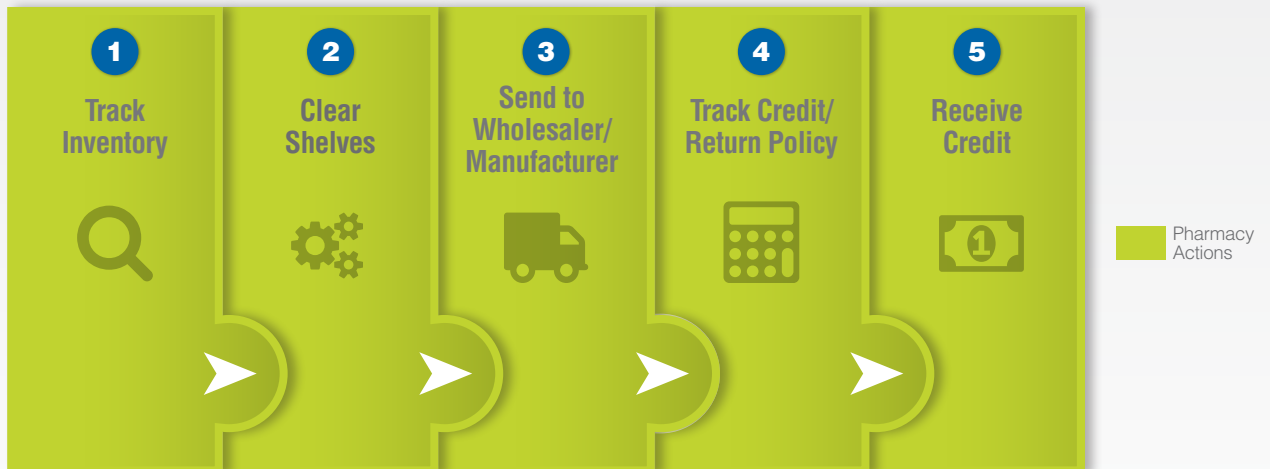 1
Track
Inventory
2
Clear
Shelves
3
Send to
Wholesaler/
Manufacturer
4
Track Credit/
Return Policy
5
Receive
Credit
1
Pharmacy
Actions